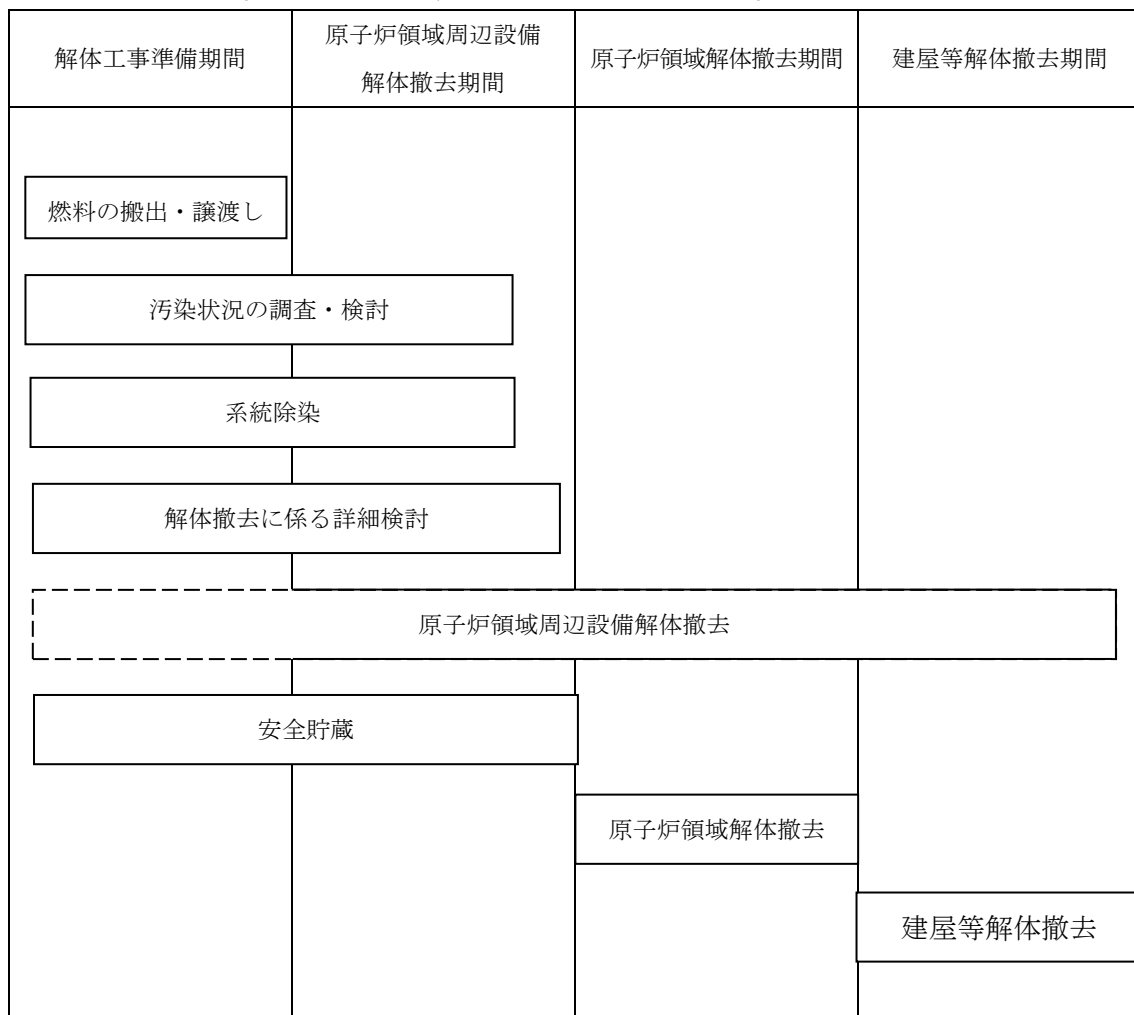 解体工事準備期間
原子炉領域周辺設備
解体撤去期間
原子炉領域解体撤去期間
建屋等解体撤去期間
燃料の搬出・譲渡し
汚染状況の調査・検討
系統除染
解体撤去に係る詳細検討
原子炉領域周辺設備解体撤去
安全貯蔵
原子炉領域解体撤去
建屋等解体撤去